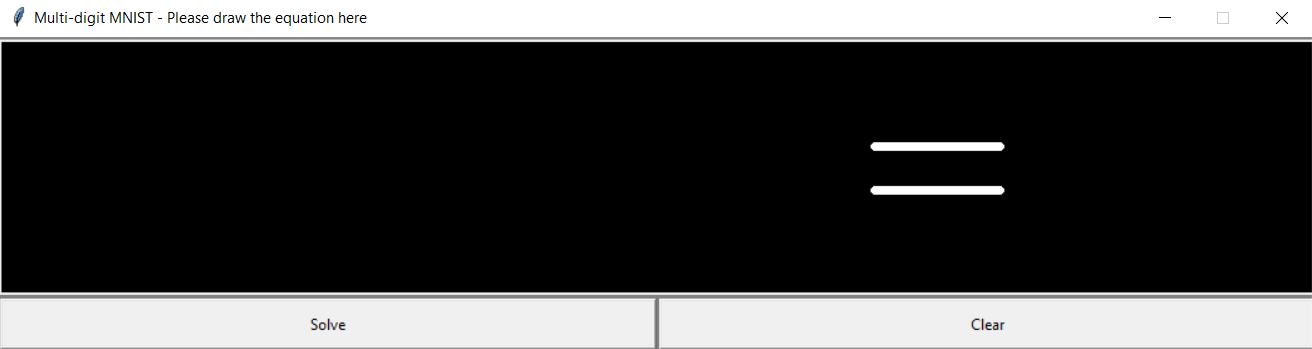 Multi-digit MNIST - Please draw the equation here
=
Solve
Clear